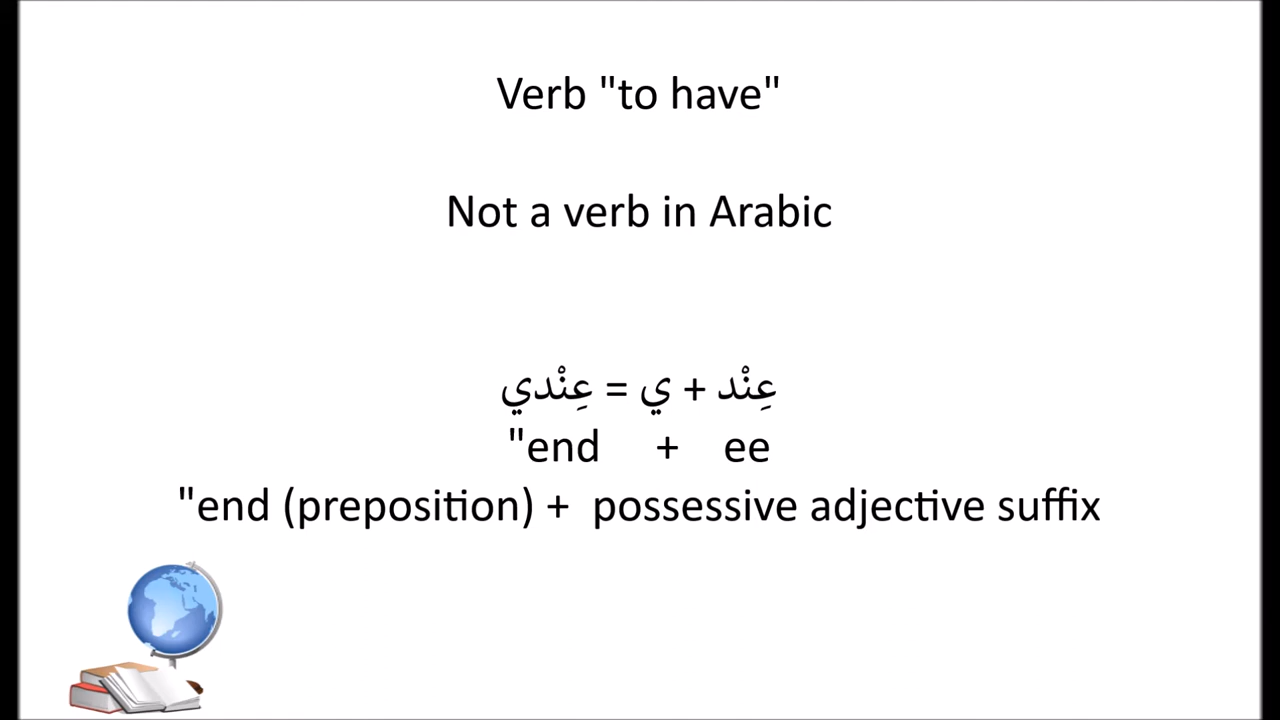 Verb "to have"
Not a verb in Arabic
عِنْد + ي = عِنْدي
"end + ee
"end (preposition) + possessive adjective suffix